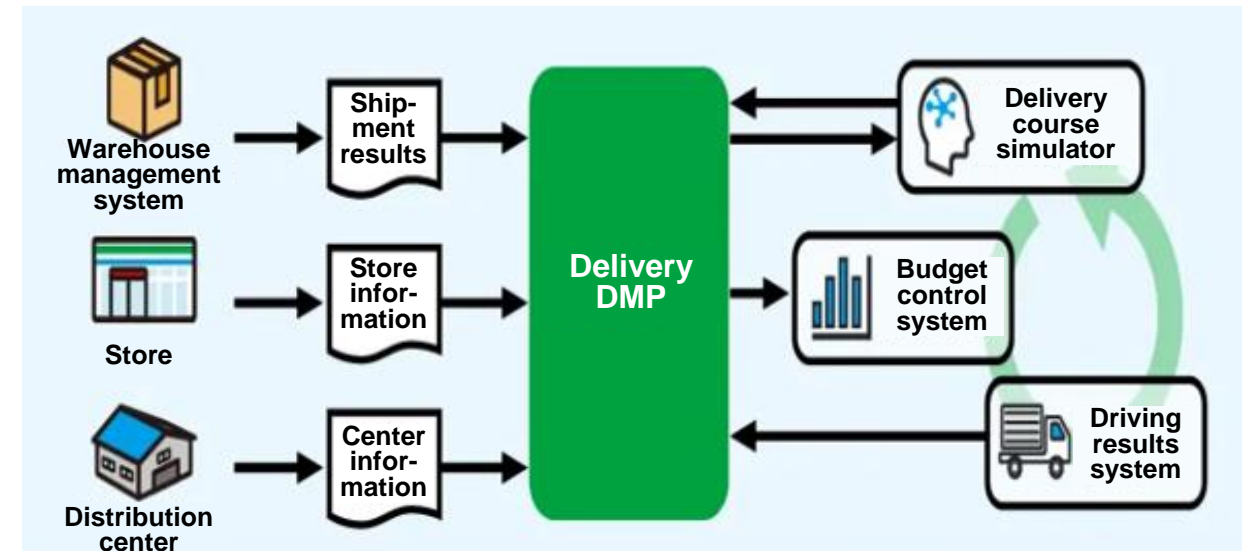 Warehouse
management
system
Ship-
ment
results
Store
Store
infor-
mation
Distribution
center
Center
infor-
mation
Delivery
DMP
Delivery
course
simulator
Budget
control
system
Driving
results
system